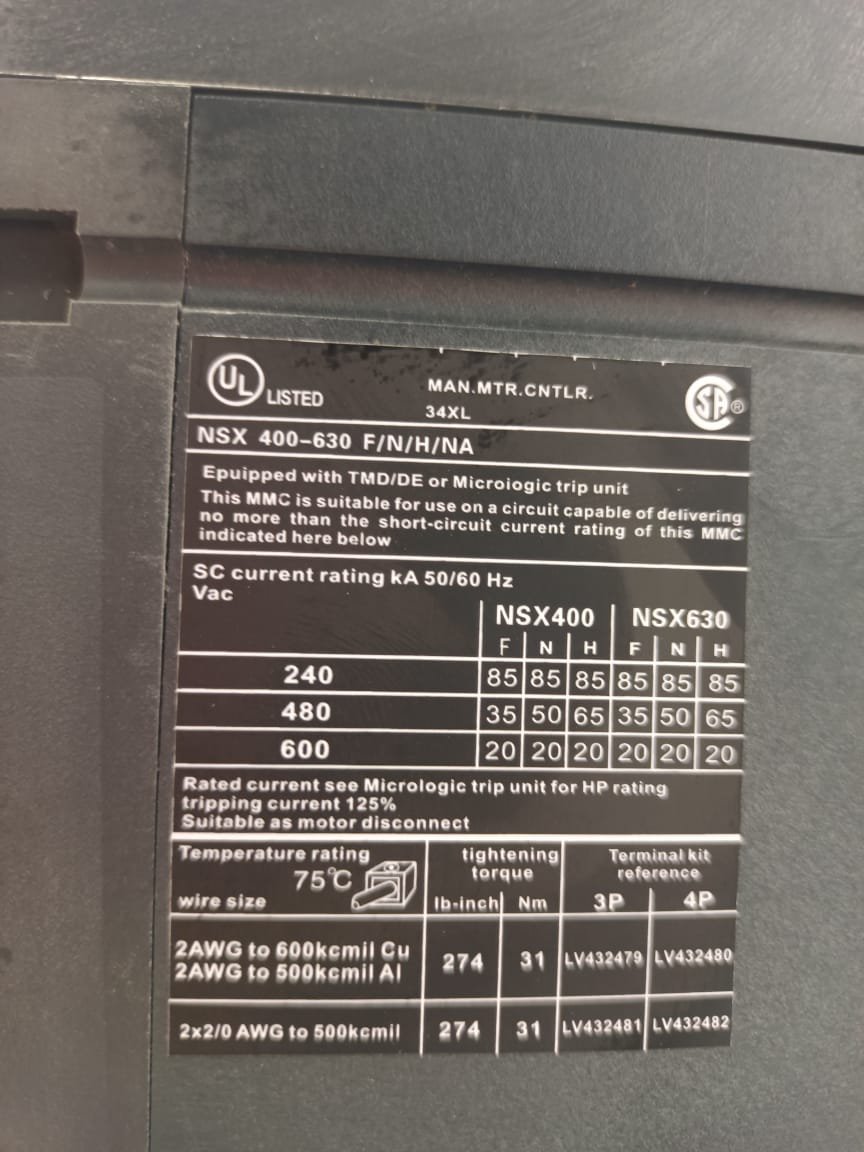 UL LISTED MAN.MTR.CNTLR. SA ®
34XL
NSX 400-630 F/N/H/NA
Epuipped with TMD/DE or Microiogic trip unit
This MMC is suitable for use on a circuit capable of delivering
no more than the short-circuit current rating of this MMC
indicated here below
SC current rating kA 50/60 Hz
Vac
NSX400 NSX630
F N H F N H
240 85 85 85 85 85 85
480 35 50 65 35 50 65
600 20 20 20 20 20 20
Rated current see Micrologic trip unit for HP rating
tripping current 125%
Suitable as motor disconnect
Temperature rating tightening Terminal kit
75℃ torque reference
wire size lb-inch Nm 3P 4P
2AWG to 600kcmil Cu
2AWG to 500kcmil Al 274 31 LV432479 LV432480
2x2/0 AWG to 500kcmil 274 31 LV432481 LV432482